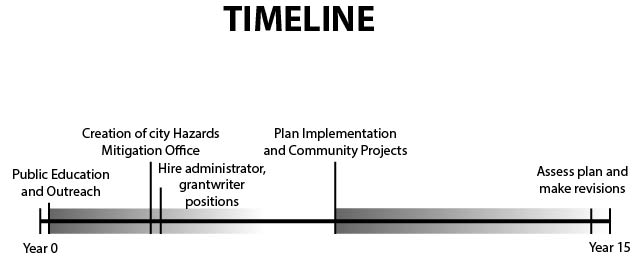 TIMELINE
Creation of city Hazards
Mitigation Office
Plan Implementation
and Community Projects
Public Education
and Outreach
Hire administrator,
grantwriter
positions
Assess plan and
make revisions
Year 0
Year 15